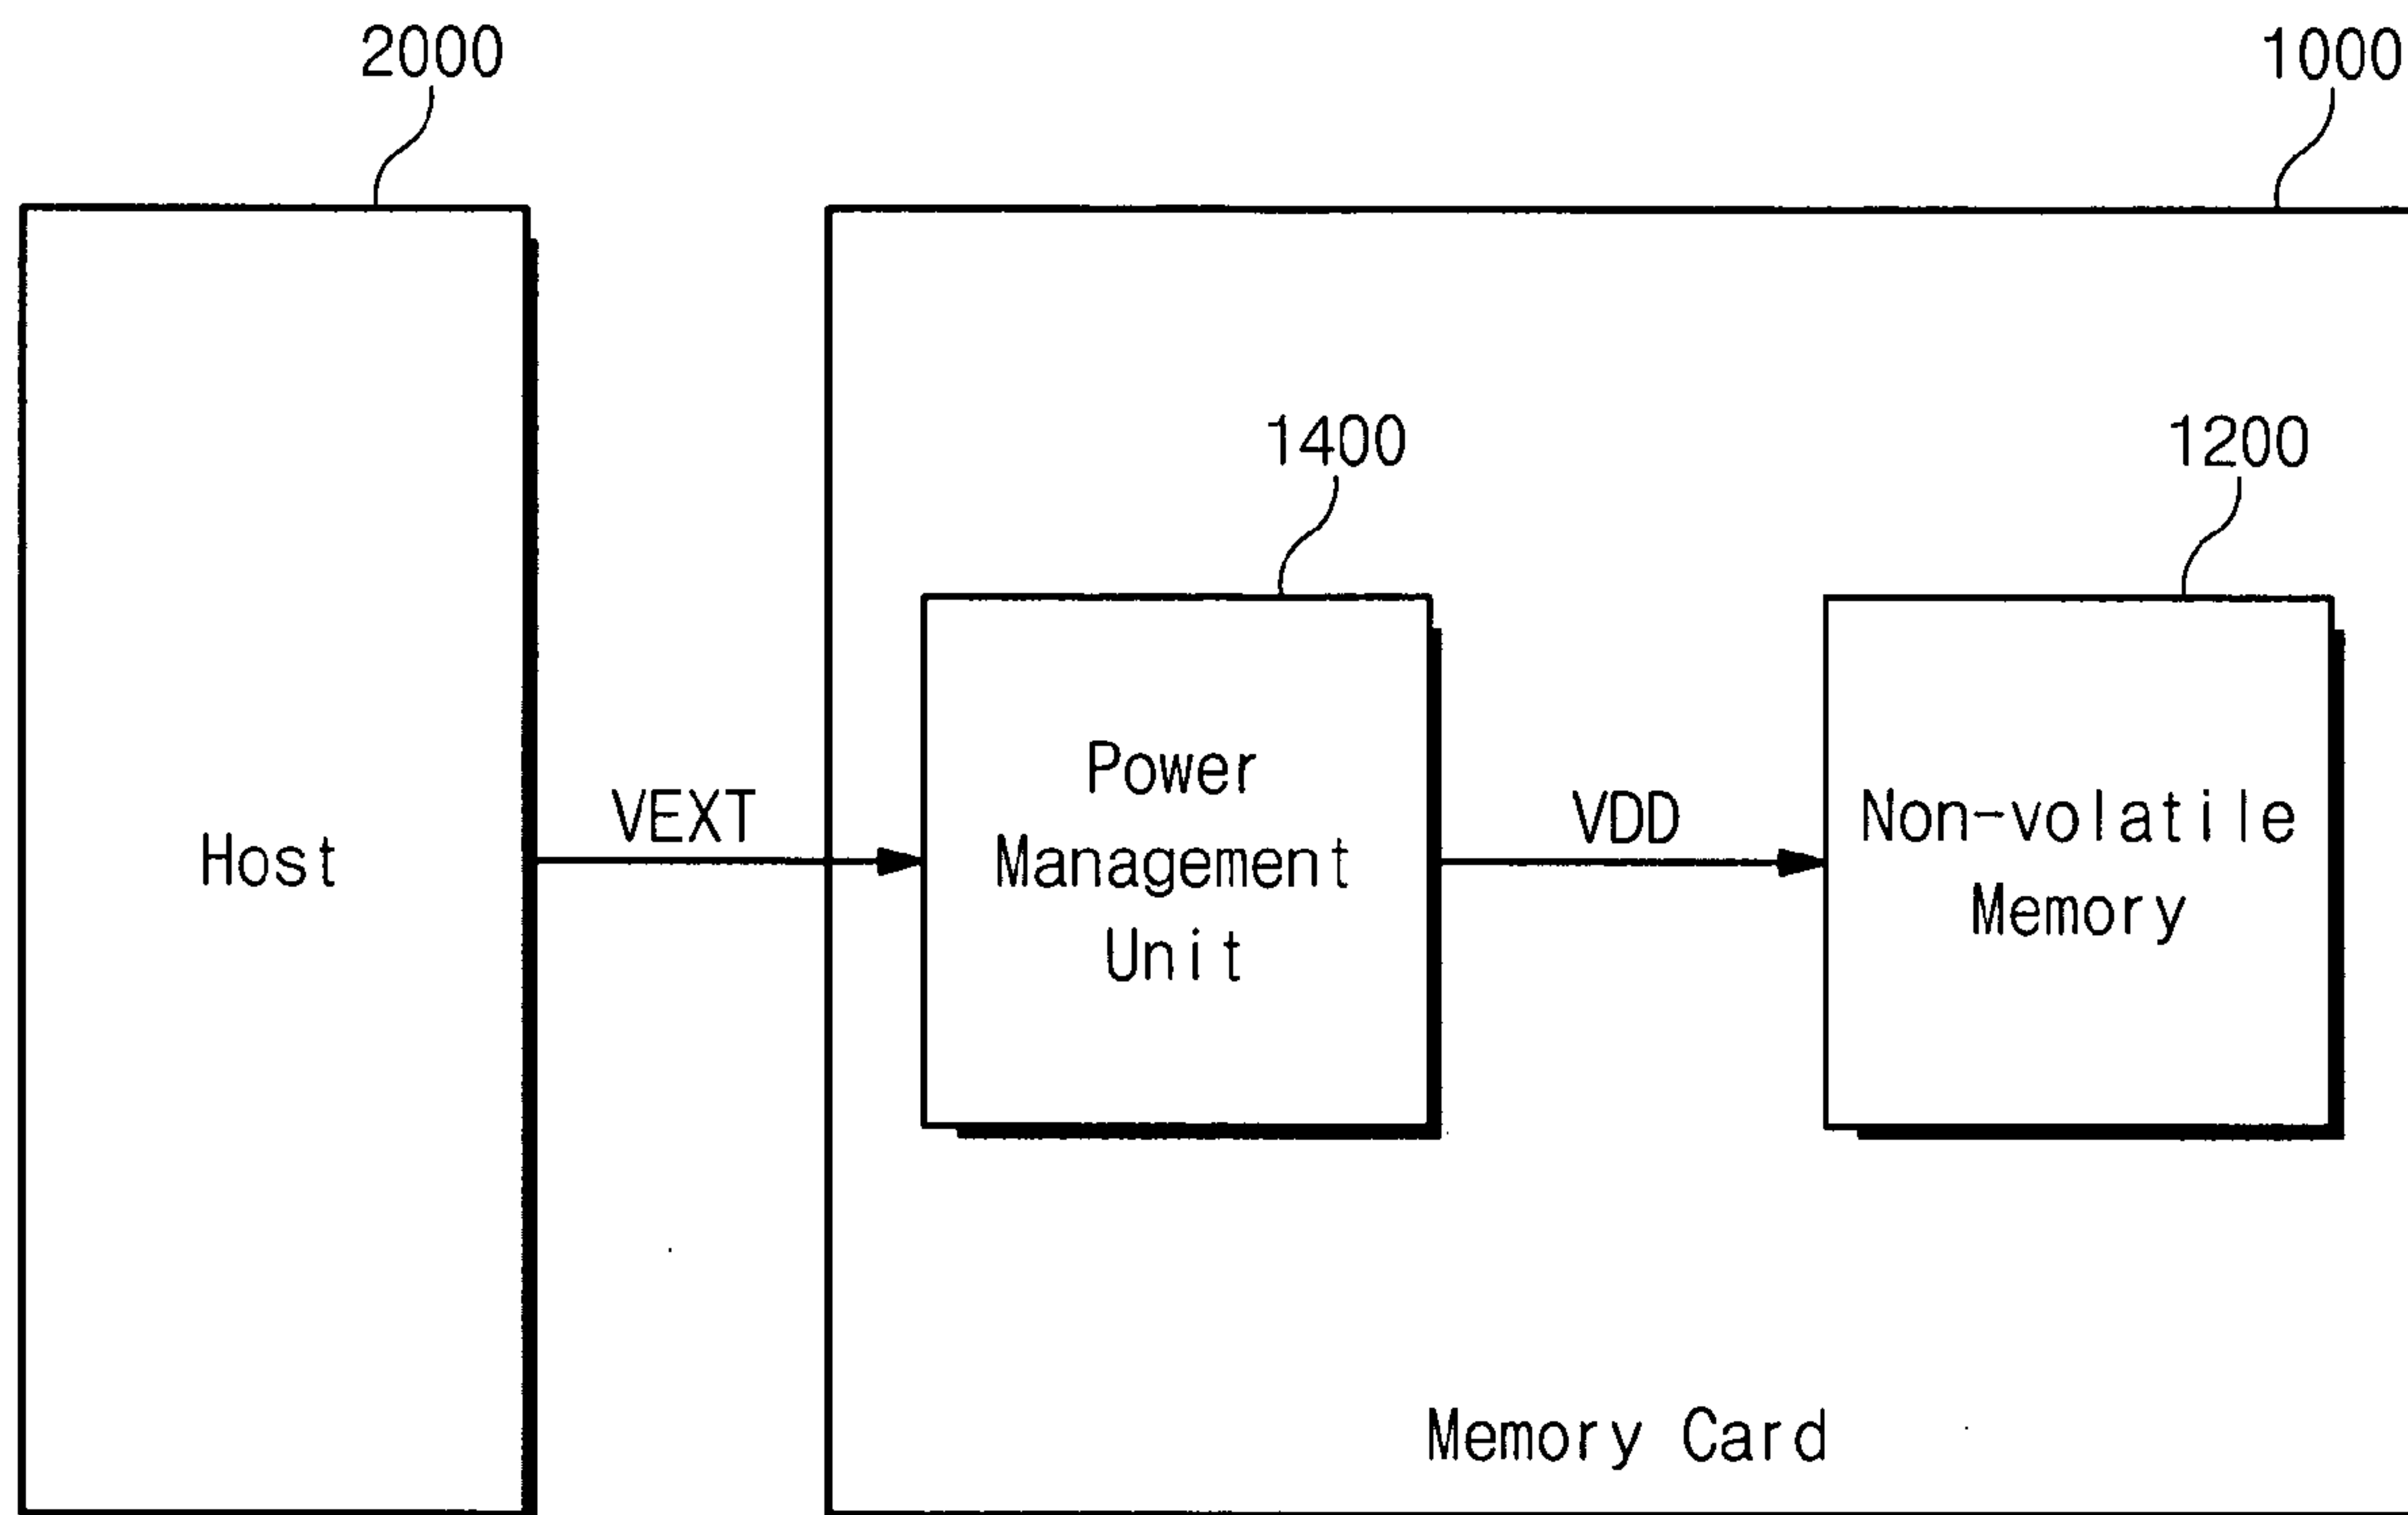 2000
1000
1400
1200
Host
VEXT
Power
Management
Unit
VDD
Non-volatile
Memory
Memory Card